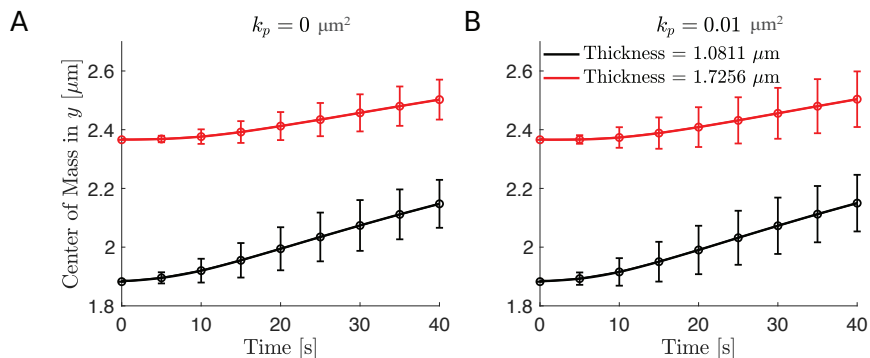 A
k_p = 0 μm²
B
k_p = 0.01 μm²
Center of Mass in y [μm]
2.6
2.4
2.2
2
1.8
0 10 20 30 40
Time [s]
Thickness = 1.0811 μm
Thickness = 1.7256 μm
2.6
2.4
2.2
2
1.8
0 10 20 30 40
Time [s]